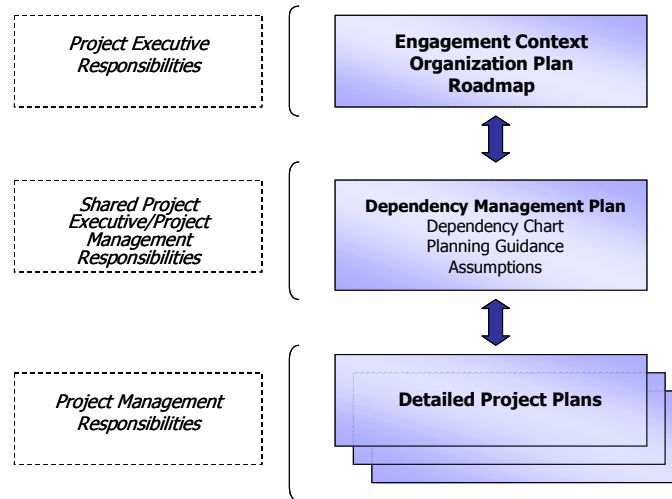 Project Executive
Responsibilities
Engagement Context
Organization Plan
Roadmap
Shared Project
Executive/Project
Management
Responsibilities
Dependency Management Plan
Dependency Chart
Planning Guidance
Assumptions
Project Management
Responsibilities
Detailed Project Plans